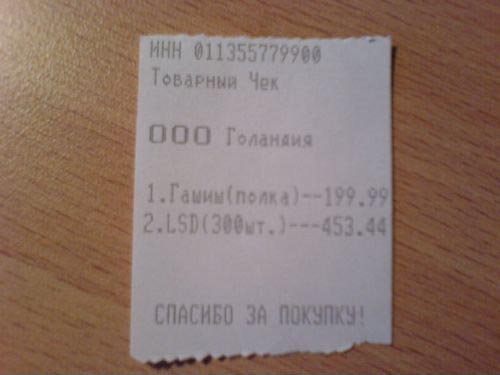 ИНН 011355779900
Товарный Чек
ООО Голандия
1.Гашиш(полка)--199.99
2.LSD(300шт.)---453.44
СПАСИБО ЗА ПОКУПКУ!